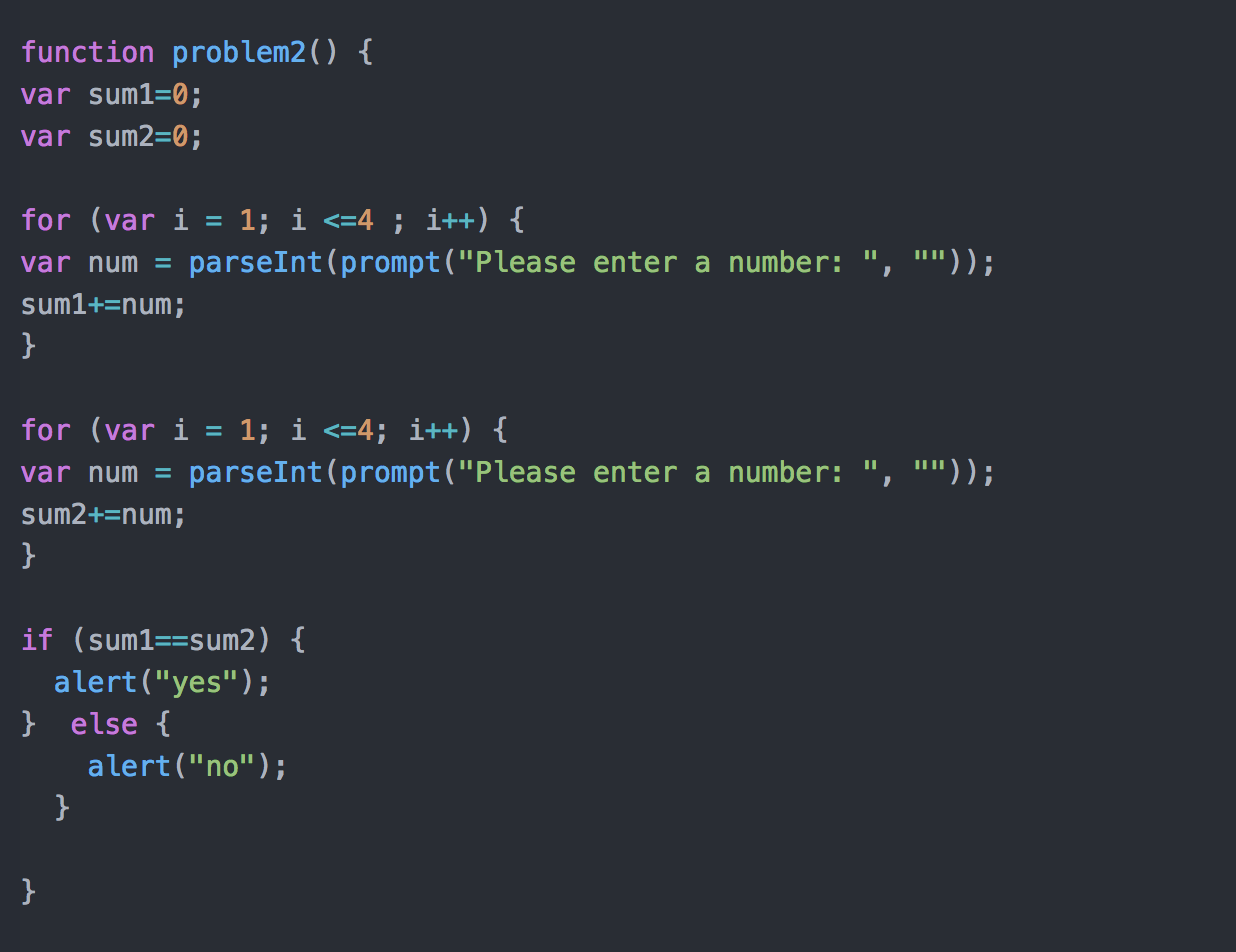 function problem2() {
var sum1=0;
var sum2=0;
for (var i = 1; i <=4 ; i++) {
var num = parseInt(prompt("Please enter a number: ", ""));
sum1+=num;
}
for (var i = 1; i <=4; i++) {
var num = parseInt(prompt("Please enter a number: ", ""));
sum2+=num;
}
if (sum1==sum2) {
  alert("yes");
}  else {
    alert("no");
  }
}